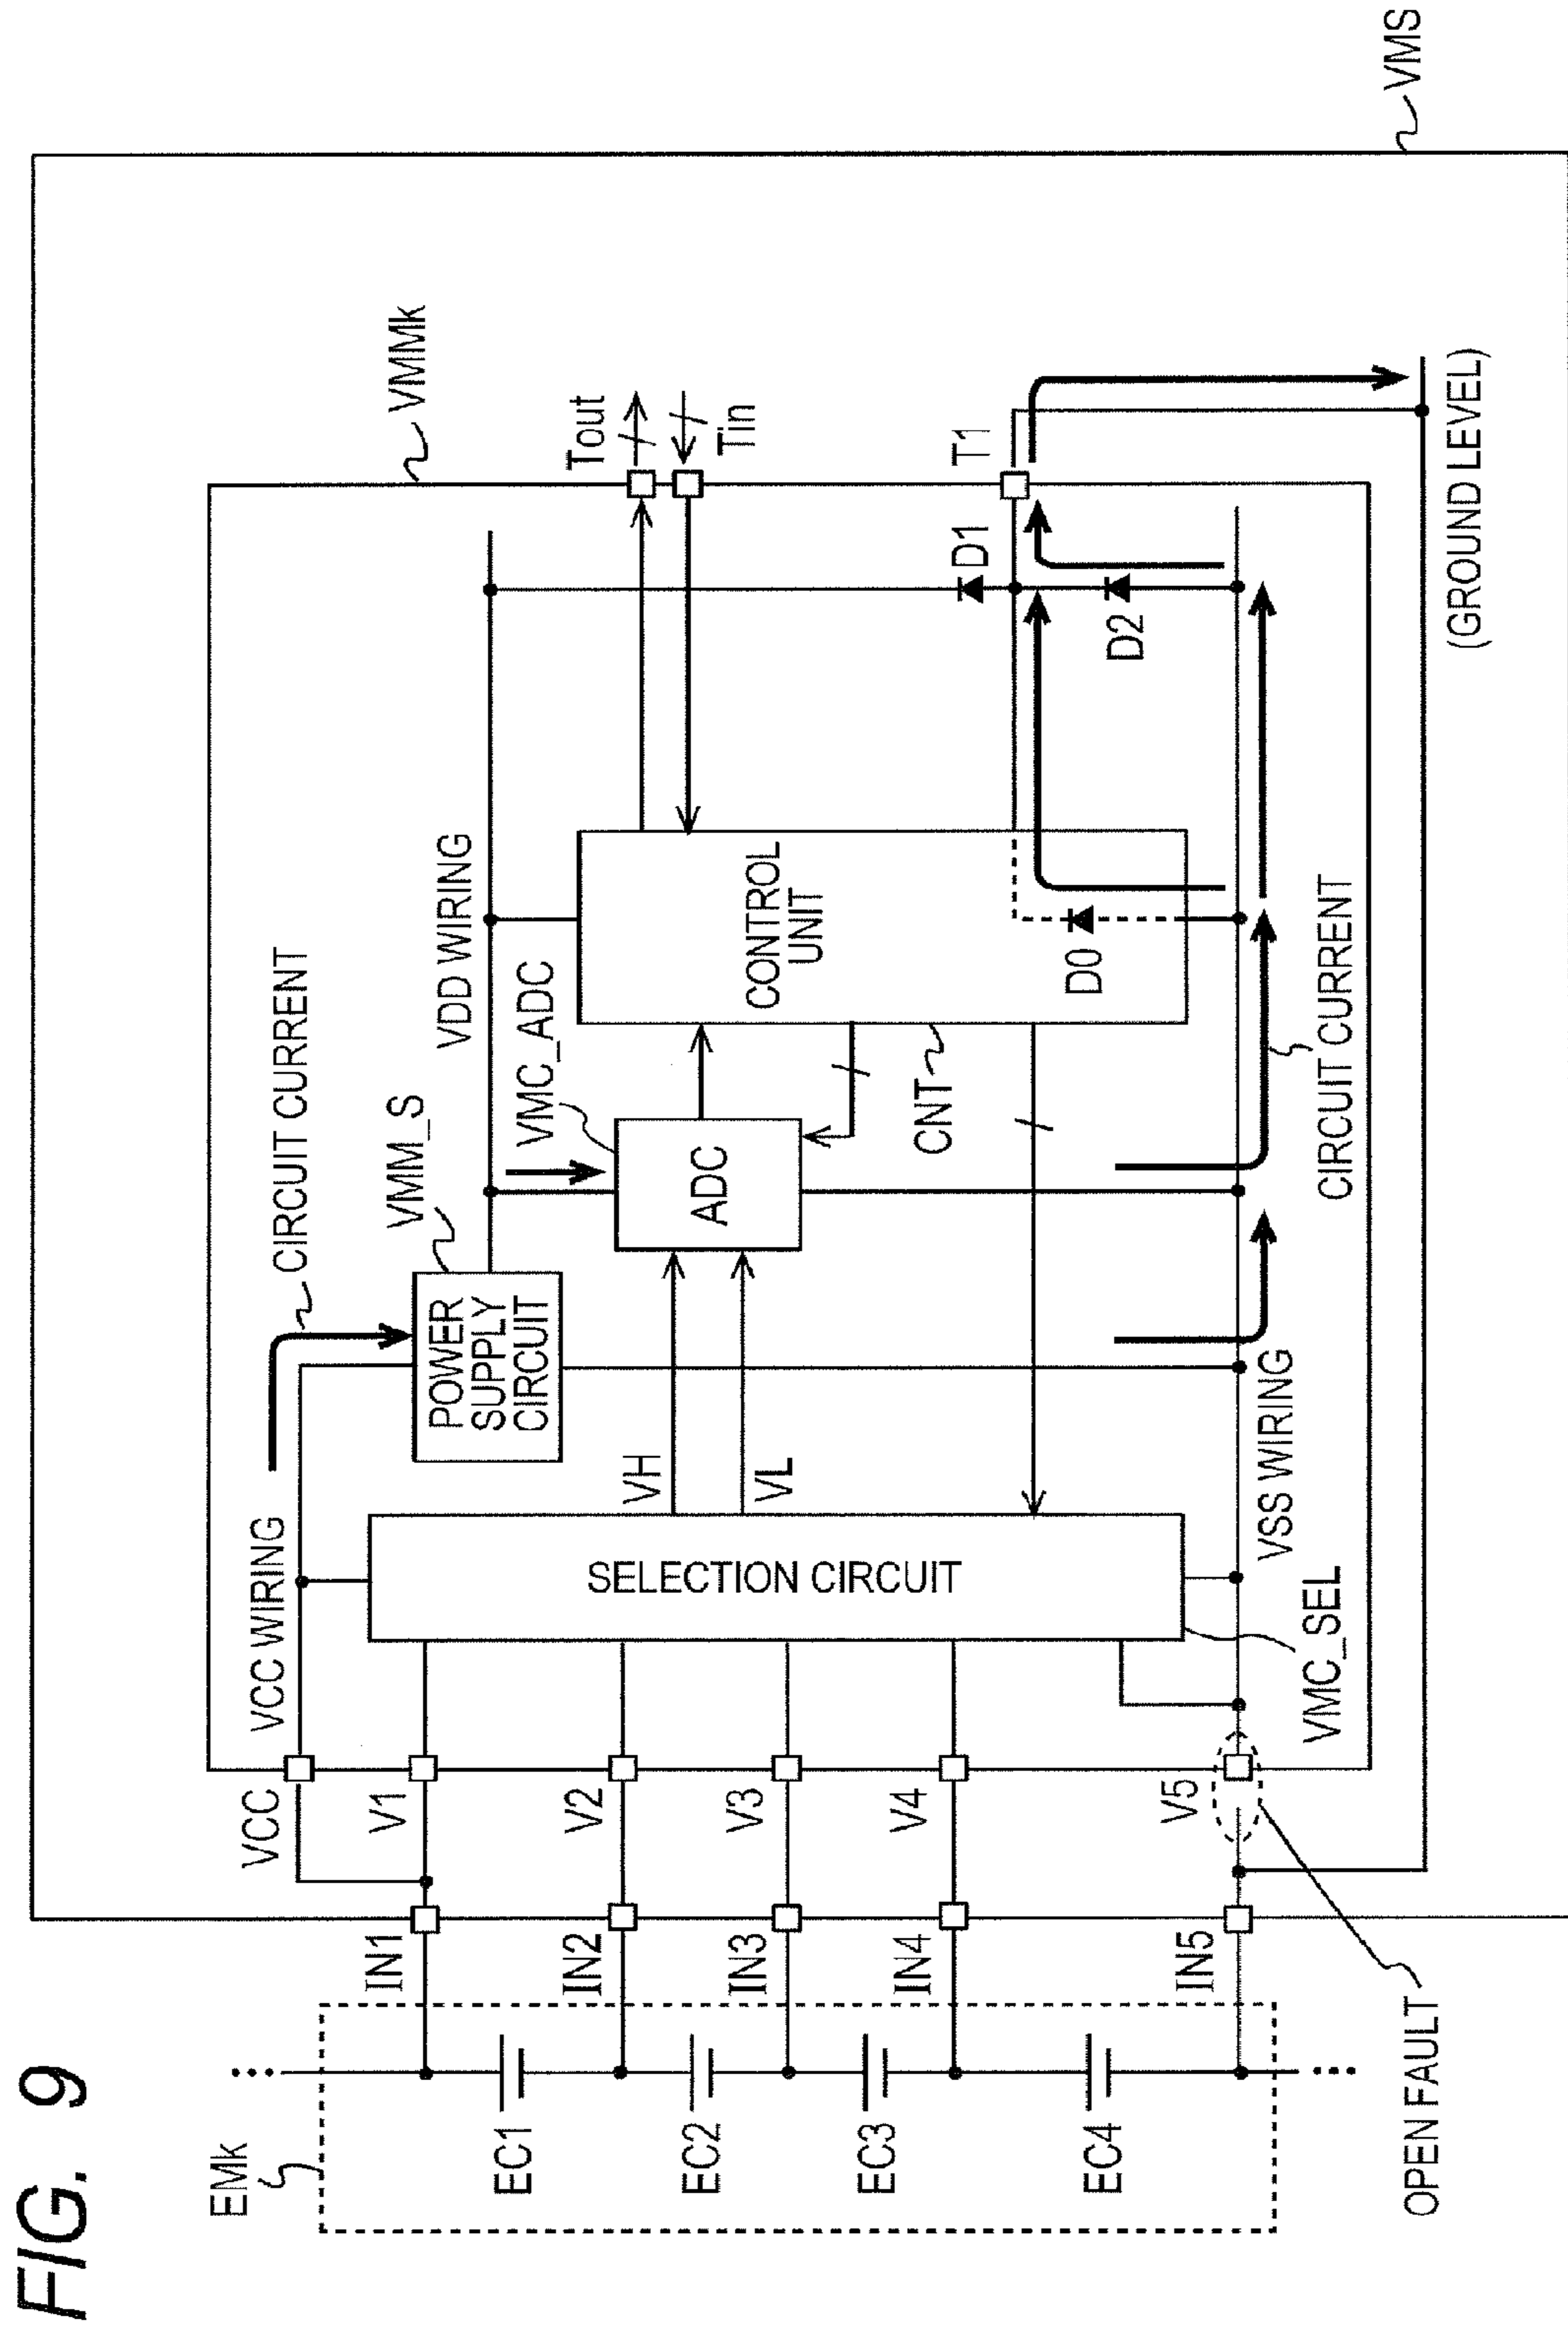 FIG. 9
EMk
EC1
EC2
EC3
EC4
OPEN FAULT
IN1
IN2
IN3
IN4
IN5
VCC
V1
V2
V3
V4
V5
VCC WIRING
SELECTION CIRCUIT
VMC_SEL
VSS WIRING
VH
VL
CIRCUIT CURRENT
POWER
SUPPLY
CIRCUIT
VMM_S
ADC
VMC_ADC
VDD WIRING
CNT
CONTROL
UNIT
D0
CIRCUIT CURRENT
D1
D2
Tout
Tin
T1
VMMk
(GROUND LEVEL)
VMS